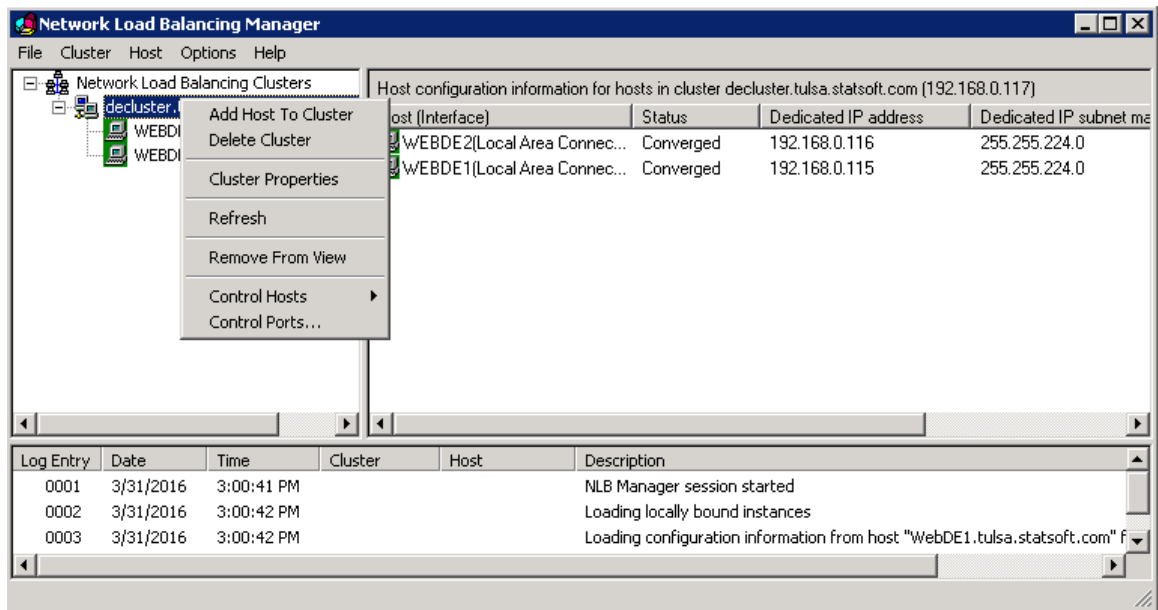 Network Load Balancing Manager
File Cluster Host Options Help
Network Load Balancing Clusters
decluster.
WEBD
WEBD
Add Host To Cluster
Delete Cluster
Cluster Properties
Refresh
Remove From View
Control Hosts
Control Ports...
Host configuration information for hosts in cluster decluster.tulsa.statsoft.com (192.168.0.117)
ost (Interface) Status Dedicated IP address Dedicated IP subnet ma
WEBDE2(Local Area Connec... Converged 192.168.0.116 255.255.224.0
WEBDE1(Local Area Connec... Converged 192.168.0.115 255.255.224.0
Log Entry Date Time Cluster Host Description
0001 3/31/2016 3:00:41 PM NLB Manager session started
0002 3/31/2016 3:00:42 PM Loading locally bound instances
0003 3/31/2016 3:00:42 PM Loading configuration information from host "WebDE1.tulsa.statsoft.com" f